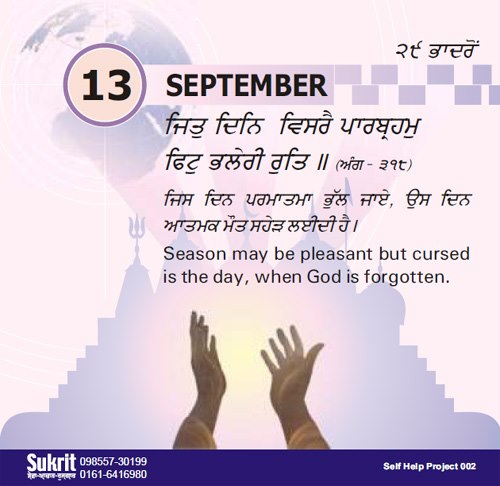 ੨੯ ਭਾਦਰੋਂ
13 SEPTEMBER
ਜਿਤੁ ਦਿਨਿ ਵਿਸਰੈ ਪਾਰਬ੍ਰਹਮੁ
ਫਿਟੁ ਭਲੇਰੀ ਰੁਤਿ ॥ (ਅੰਗ - ੩੧੮)
ਜਿਸ ਦਿਨ ਪਰਮਾਤਮਾ ਭੁੱਲ ਜਾਏ, ਉਸ ਦਿਨ
ਆਤਮਕ ਮੌਤ ਸਹੇੜ ਲਈਦੀ ਹੈ।
Season may be pleasant but cursed
is the day, when God is forgotten.
Sukrit 098557-30199
0161-6416980
Self Help Project 002